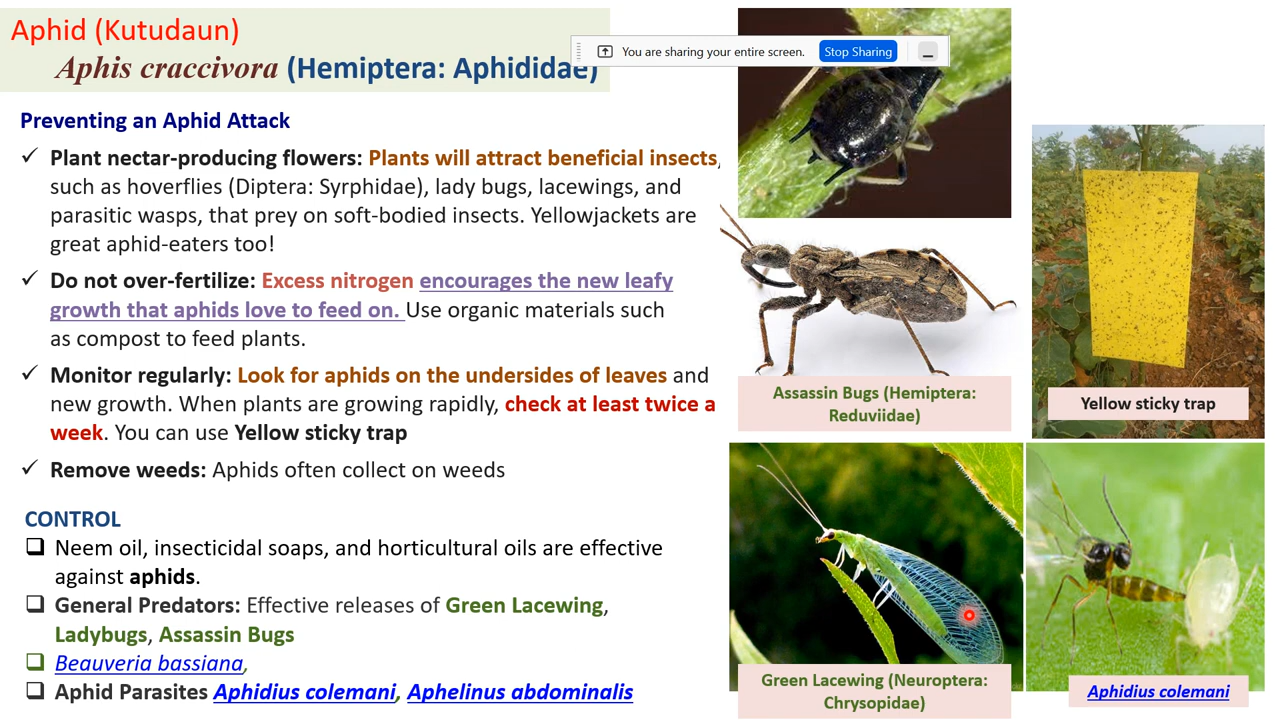 Aphid (Kutudaun)
Aphis craccivora (Hemiptera: Aphididae)
You are sharing your entire screen.
Stop Sharing
Preventing an Aphid Attack
✓ Plant nectar-producing flowers: Plants will attract beneficial insects,
such as hoverflies (Diptera: Syrphidae), lady bugs, lacewings, and
parasitic wasps, that prey on soft-bodied insects. Yellowjackets are
great aphid-eaters too!
✓ Do not over-fertilize: Excess nitrogen encourages the new leafy
growth that aphids love to feed on. Use organic materials such
as compost to feed plants.
✓ Monitor regularly: Look for aphids on the undersides of leaves and
new growth. When plants are growing rapidly, check at least twice a
week. You can use Yellow sticky trap
✓ Remove weeds: Aphids often collect on weeds
CONTROL
❑ Neem oil, insecticidal soaps, and horticultural oils are effective
against aphids.
❑ General Predators: Effective releases of Green Lacewing,
Ladybugs, Assassin Bugs
❑ Beauveria bassiana,
❑ Aphid Parasites Aphidius colemani, Aphelinus abdominalis
Assassin Bugs (Hemiptera:
Reduviidae)
Yellow sticky trap
Green Lacewing (Neuroptera:
Chrysopidae)
Aphidius colemani